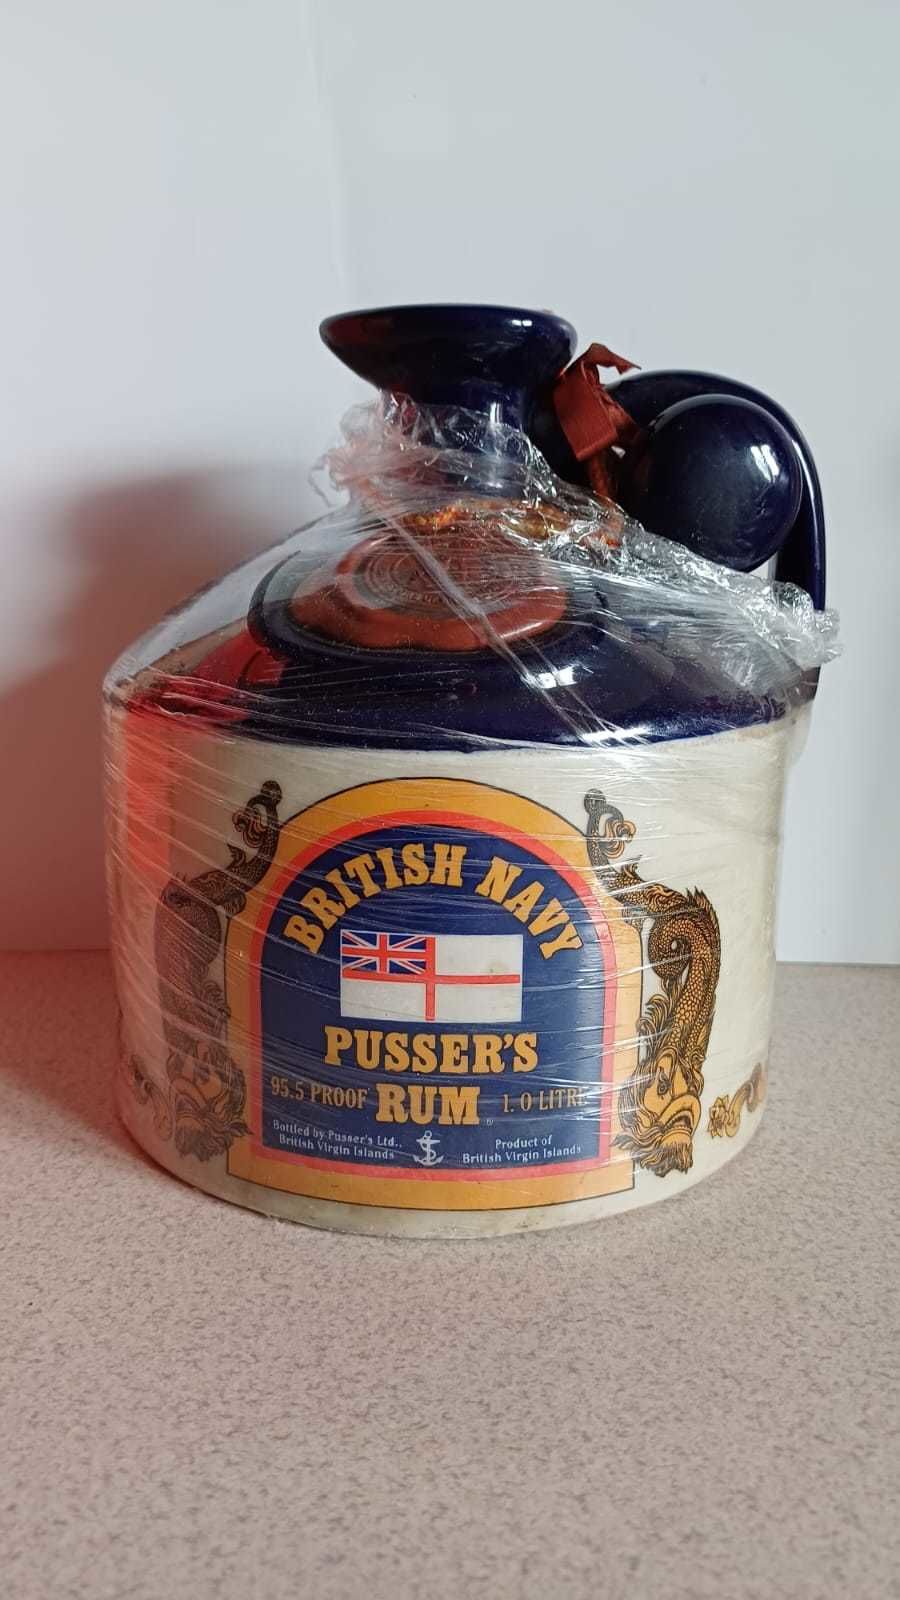 BRITISH NAVY
PUSSER'S
95.5 PROOF RUM 1.0 LITRE
Bottled by Pusser's Ltd.,
British Virgin Islands
Product of
British Virgin Islands